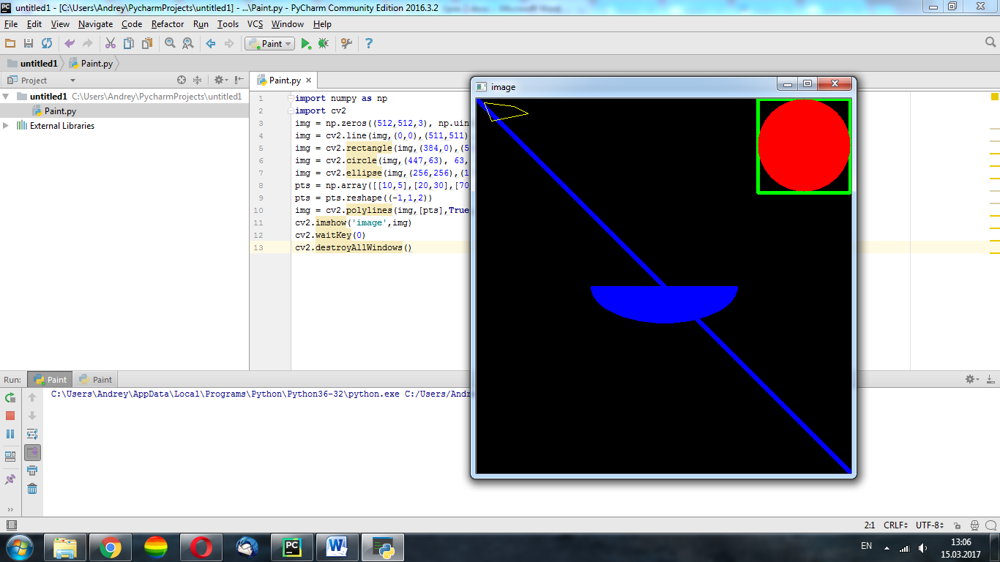 untitled1 - [C:\Users\Andrey\PycharmProjects\untitled1] - ...\Paint.py - PyCharm Community Edition 2016.3.2
File Edit View Navigate Code Refactor Run Tools VCS Window Help
Paint
untitled1 Paint.py
Project
Paint.py
untitled1 C:\Users\Andrey\PycharmProjects\untitled1
Paint.py
External Libraries
1 import numpy as np
2 import cv2
3 img = np.zeros((512,512,3), np.uin
4 img = cv2.line(img,(0,0),(511,511)
5 img = cv2.rectangle(img,(384,0),(5
6 img = cv2.circle(img,(447,63), 63,
7 img = cv2.ellipse(img,(256,256),(1
8 pts = np.array([[10,5],[20,30],[70
9 pts = pts.reshape((-1,1,2))
10 img = cv2.polylines(img,[pts],True
11 cv2.imshow('image',img)
12 cv2.waitKey(0)
13 cv2.destroyAllWindows()
image
Run: Paint Paint
C:\Users\Andrey\AppData\Local\Programs\Python\Python36-32\python.exe C:/Users/Andr
2:1 CRLF UTF-8
EN
13:06
15.03.2017